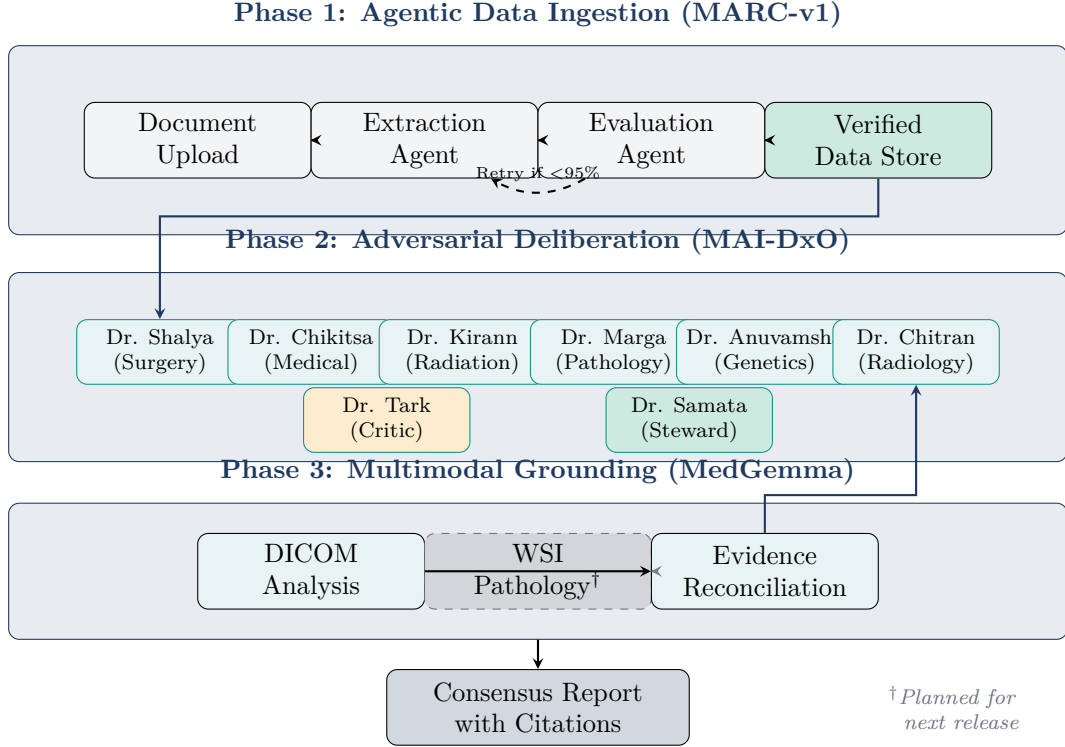 Phase 1: Agentic Data Ingestion (MARC-v1)
Document
Upload
Extraction
Agent
Evaluation
Agent
Verified
Data Store
Retry if <95%
Phase 2: Adversarial Deliberation (MAI-DxO)
Dr. Shalya
(Surgery)
Dr. Chikitsa
(Medical)
Dr. Kirann
(Radiation)
Dr. Marga
(Pathology)
Dr. Anuvamsh
(Genetics)
Dr. Chitran
(Radiology)
Dr. Tark
(Critic)
Dr. Samata
(Steward)
Phase 3: Multimodal Grounding (MedGemma)
DICOM
Analysis
WSI
Pathology†
Evidence
Reconciliation
Consensus Report
with Citations
†Planned for
next release